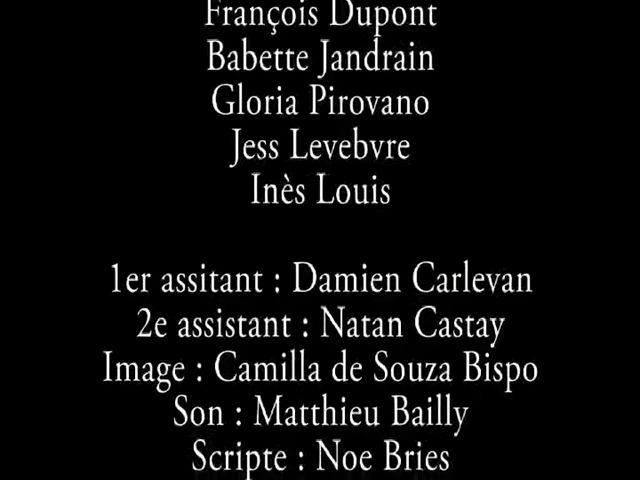 François Dupont
Babette Jandrain
Gloria Pirovano
Jess Levebvre
Inès Louis
1er assitant : Damien Carlevan
2e assistant : Natan Castay
Image : Camilla de Souza Bispo
Son : Matthieu Bailly
Scripte : Noe Bries